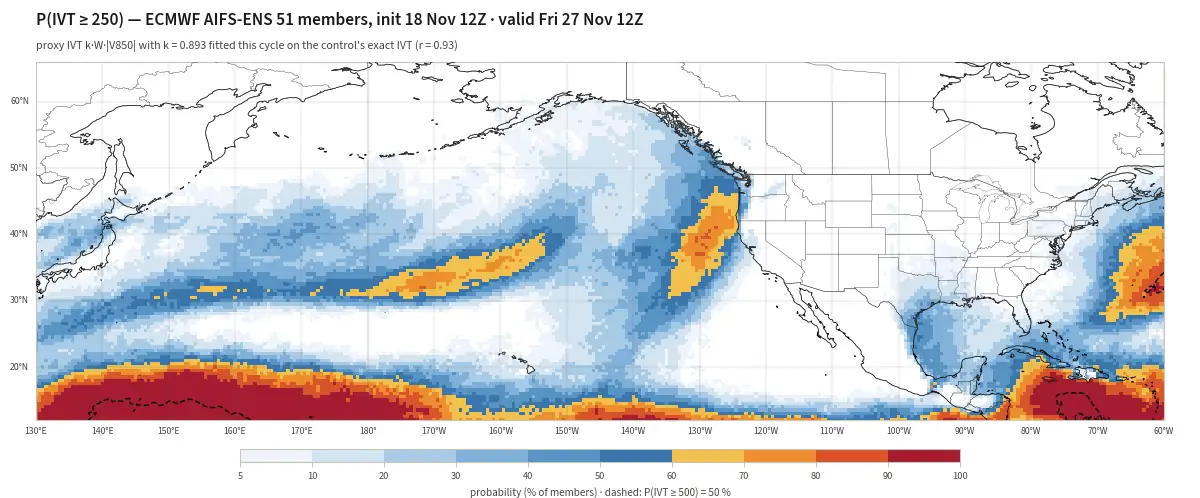 P(IVT ≥ 250) — ECMWF AIFS-ENS 51 members, init 18 Nov 12Z · valid Fri 27 Nov 12Z
proxy IVT k·W·|V850| with k = 0.893 fitted this cycle on the control's exact IVT (r = 0.93)
60°N
50°N
40°N
30°N
20°N
130°E 140°E 150°E 160°E 170°E 180° 170°W 160°W 150°W 140°W 130°W 120°W 110°W 100°W 90°W 80°W 70°W 60°W
5 10 20 30 40 50 60 70 80 90 100
probability (% of members) · dashed: P(IVT ≥ 500) = 50 %